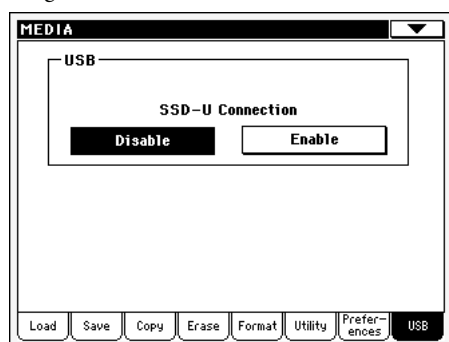 MEDIA
USB
SSD-U Connection
Disable Enable
Load Save Copy Erase Format Utility Prefer-
ences USB